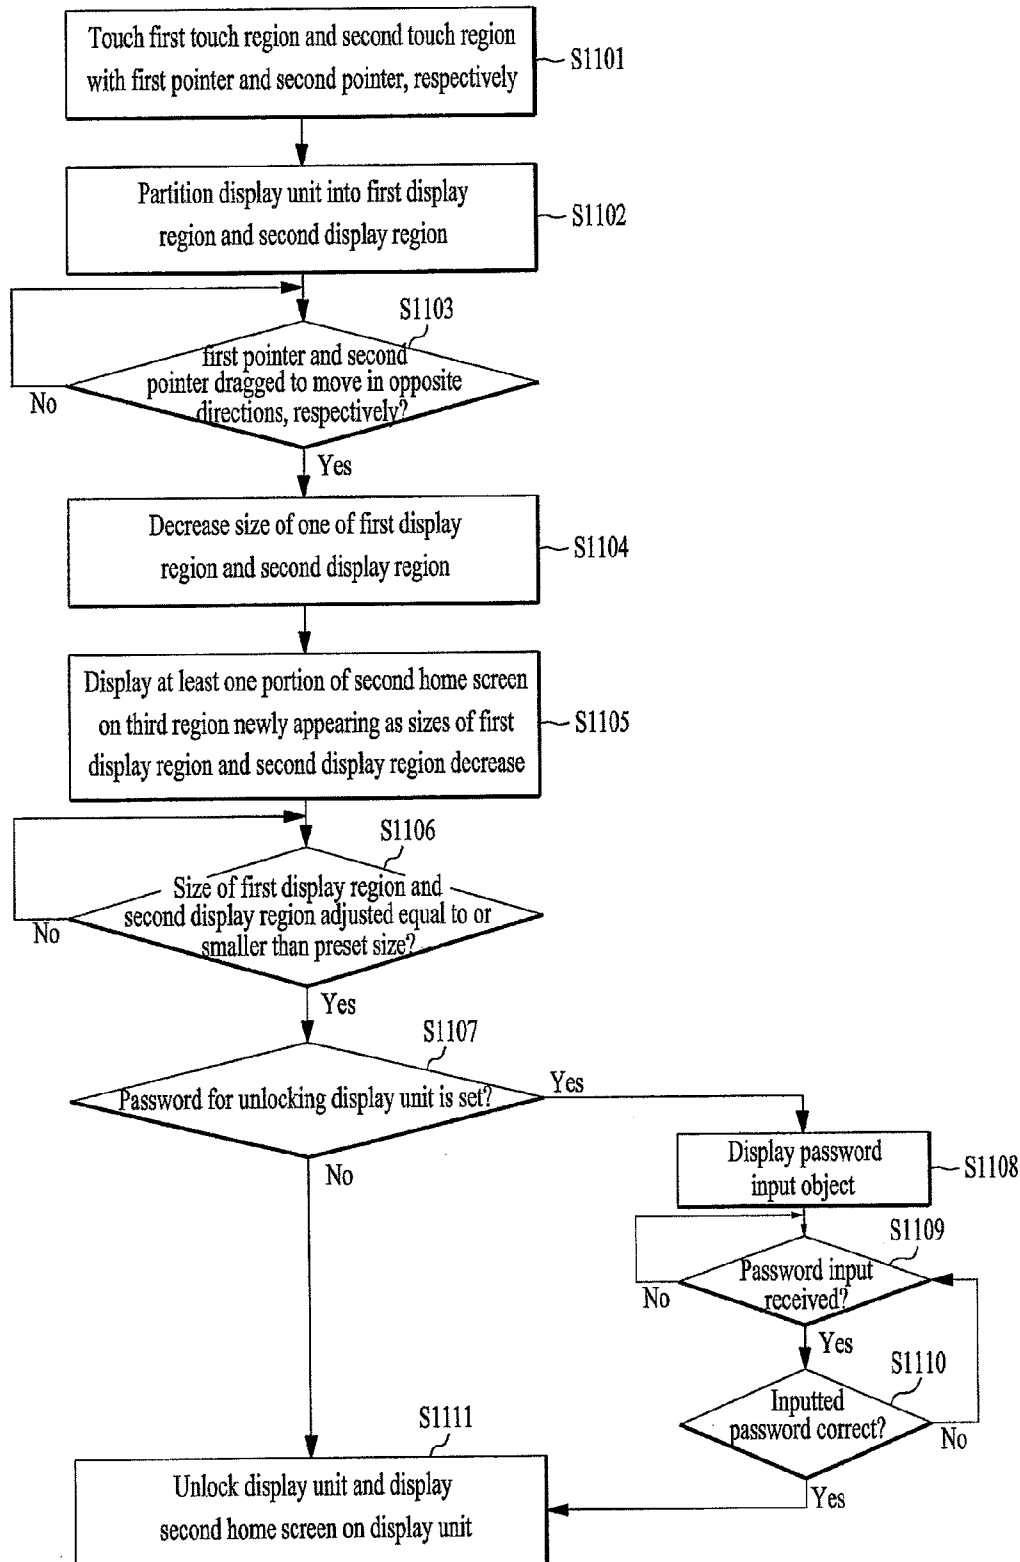 Touch first touch region and second touch region
with first pointer and second pointer, respectively
S1101
Partition display unit into first display
region and second display region
S1102
S1103
first pointer and second
pointer dragged to move in opposite
directions, respectively?
No
Yes
Decrease size of one of first display
region and second display region
S1104
Display at least one portion of second home screen
on third region newly appearing as sizes of first
display region and second display region decrease
S1105
S1106
Size of first display region and
second display region adjusted equal to or
smaller than preset size?
No
Yes
S1107
Password for unlocking display unit is set?
Yes
No
Display password
input object
S1108
S1109
Password input
received?
No
Yes
S1110
Inputted
password correct?
No
Yes
S1111
Unlock display unit and display
second home screen on display unit